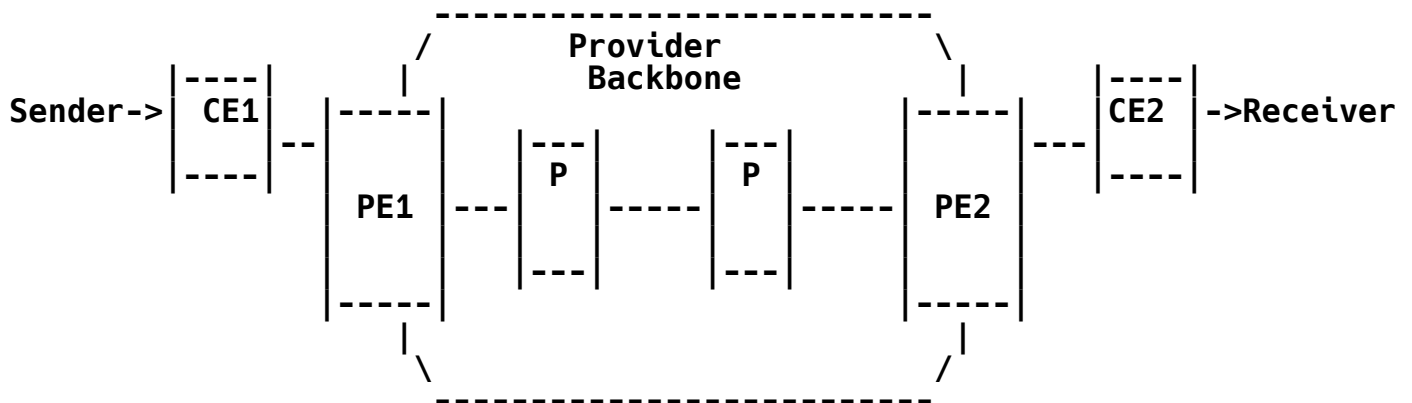 Provider
Backbone
Sender-> CE1 CE2 ->Receiver
P P
PE1 PE2